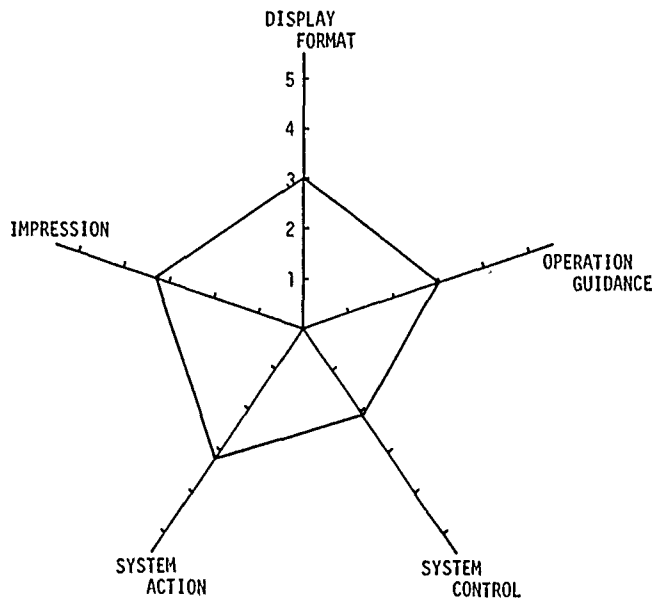 DISPLAY
FORMAT
5
4
3
2
1
IMPRESSION
OPERATION
GUIDANCE
SYSTEM
ACTION
SYSTEM
CONTROL